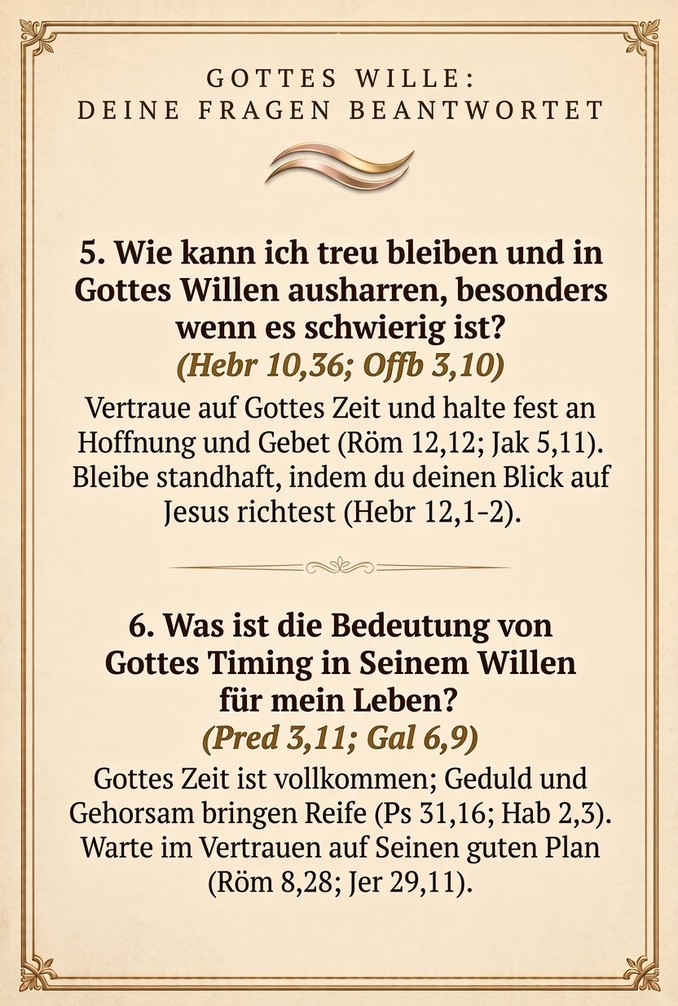 GOTTES WILLE:
DEINE FRAGEN BEANTWORTET
5. Wie kann ich treu bleiben und in
Gottes Willen ausharren, besonders
wenn es schwierig ist?
(Hebr 10,36; Offb 3,10)
Vertraue auf Gottes Zeit und halte fest an
Hoffnung und Gebet (Röm 12,12; Jak 5,11).
Bleibe standhaft, indem du deinen Blick auf
Jesus richtest (Hebr 12,1–2).
6. Was ist die Bedeutung von
Gottes Timing in Seinem Willen
für mein Leben?
(Pred 3,11; Gal 6,9)
Gottes Zeit ist vollkommen; Geduld und
Gehorsam bringen Reife (Ps 31,16; Hab 2,3).
Warte im Vertrauen auf Seinen guten Plan
(Röm 8,28; Jer 29,11).